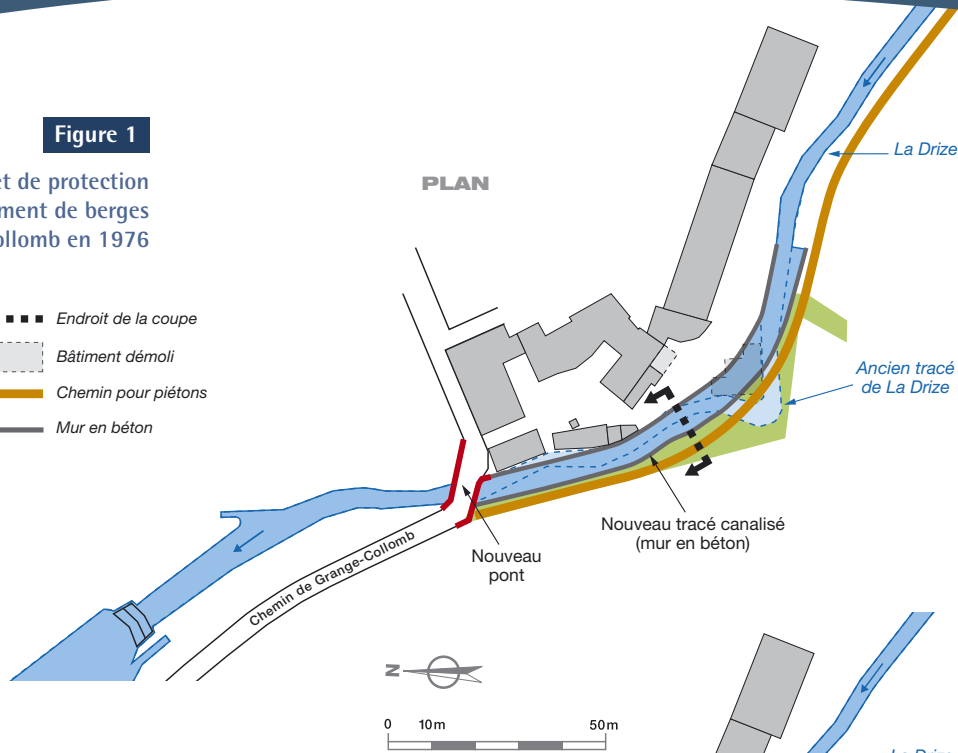 Figure 1
et de protection
ment de berges
ollomb en 1976
PLAN
Endroit de la coupe
Bâtiment démoli
Chemin pour piétons
Mur en béton
La Drize
Ancien tracé
de La Drize
Nouveau tracé canalisé
(mur en béton)
Nouveau
pont
Chemin de Grange-Collomb
N
0 10 m 50 m